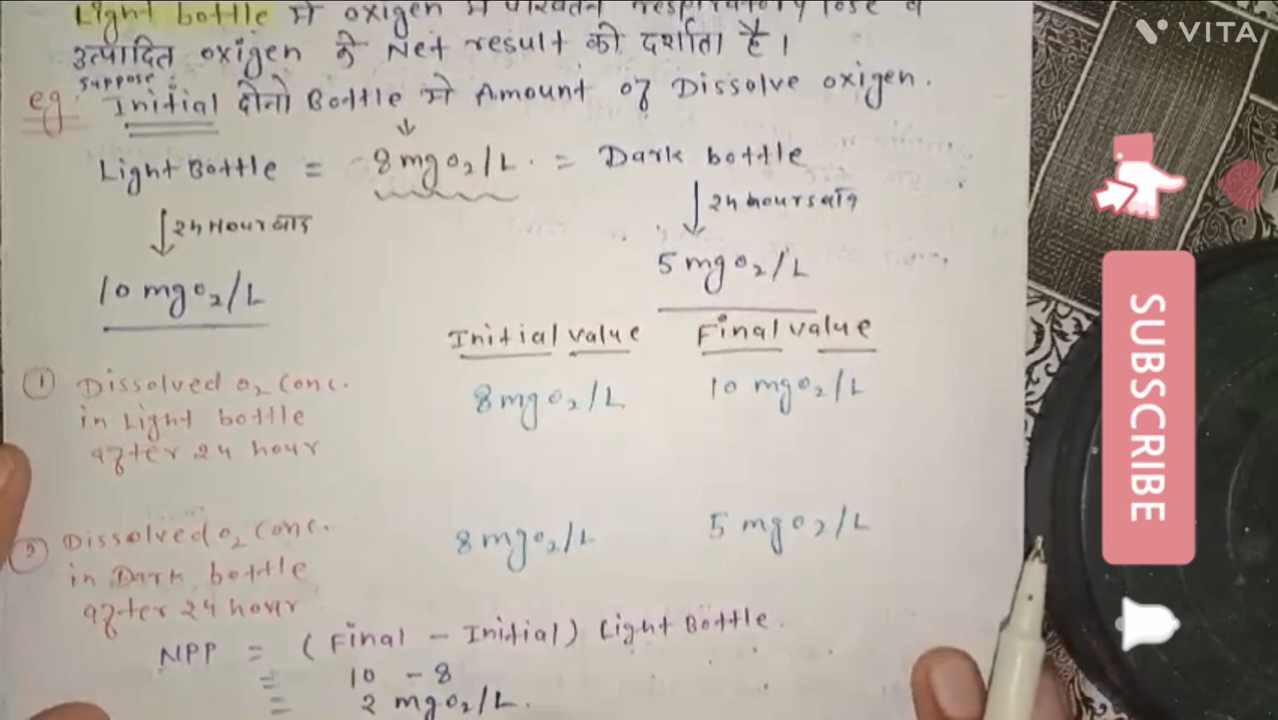 Light bottle मे oxigen मे परिवर्तन respiratory lose व
उत्पादित oxigen के Net result को दर्शाता है।
suppose
eg. Initial दोनो Bottle मे Amount of Dissolve oxigen.
Light Bottle = 8 mg O₂/L. = Dark bottle
24 Hour बाद
24 hours बाद
10 mg O₂/L
5 mg O₂/L
Initial value Final value
① Dissolved O₂ Conc. 8 mg O₂/L 10 mg O₂/L
in Light bottle
after 24 hour
② Dissolved O₂ Conc. 8 mg O₂/L 5 mg O₂/L
in Dark bottle
after 24 hour
NPP = (Final - Initial) Light Bottle.
= 10 - 8
= 2 mg O₂/L.
VITA
SUBSCRIBE